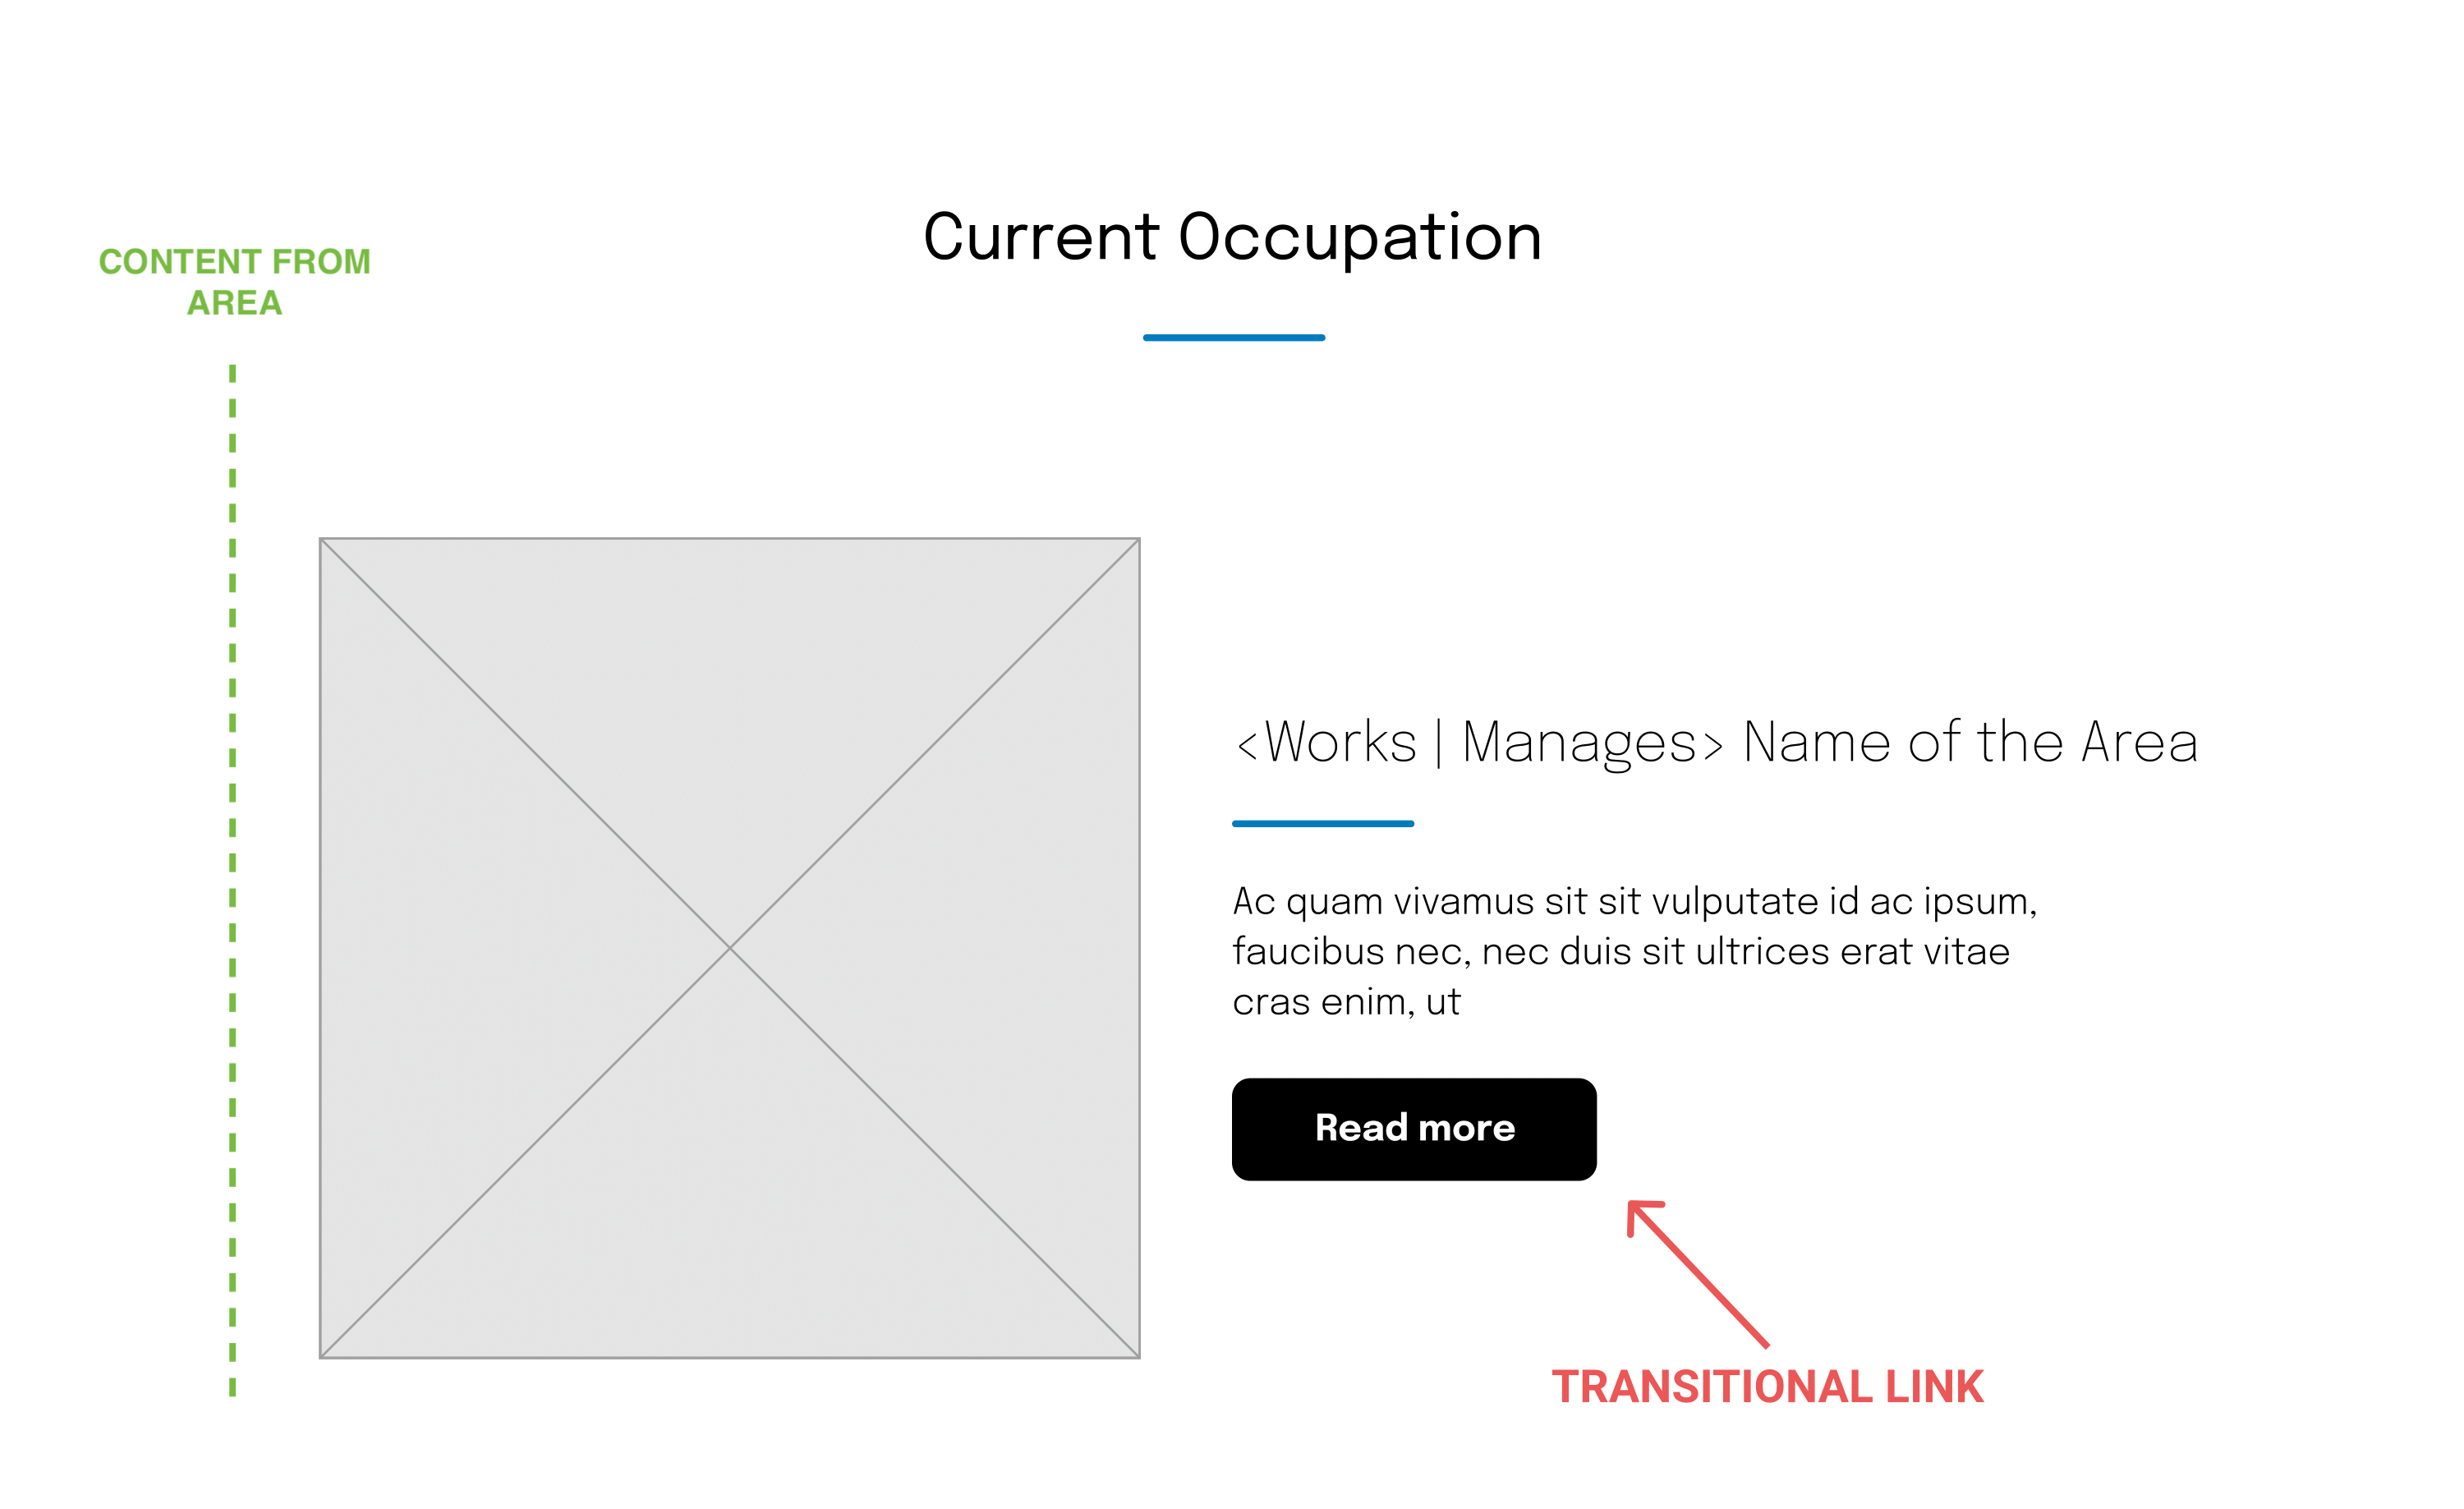 Current Occupation
CONTENT FROM
AREA
<Works | Manages> Name of the Area
Ac quam vivamus sit sit vulputate id ac ipsum,
faucibus nec, nec duis sit ultrices erat vitae
cras enim, ut
Read more
TRANSITIONAL LINK